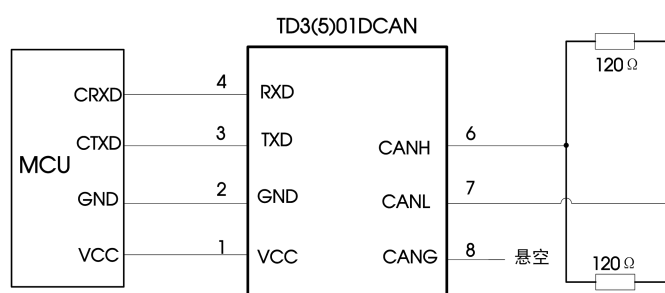 TD3(5)01DCAN
120Ω
CRXD 4 RXD
CTXD 3 TXD
CANH 6
MCU
GND 2 GND
CANL 7
VCC 1 VCC
CANG 8 悬空
120Ω